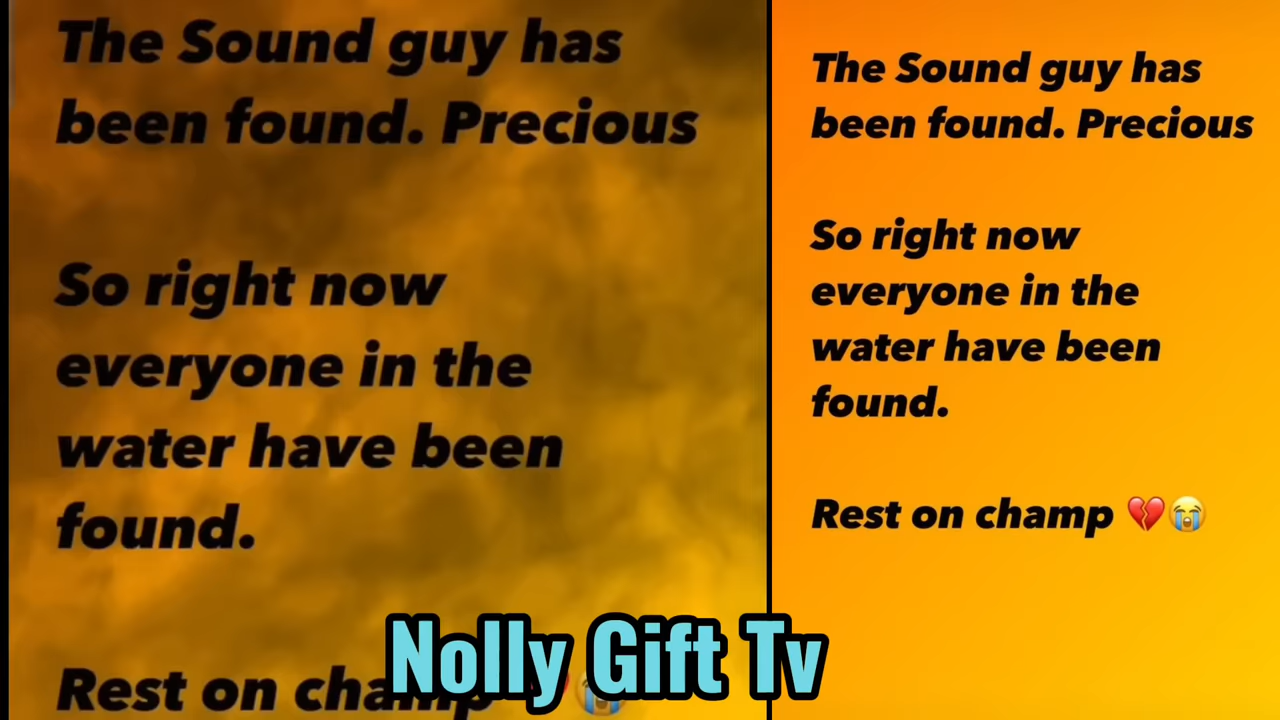 The Sound guy has
been found. Precious
So right now
everyone in the
water have been
found.
Rest on champ 😭
The Sound guy has
been found. Precious
So right now
everyone in the
water have been
found.
Rest on champ 💔😭
Nolly Gift Tv